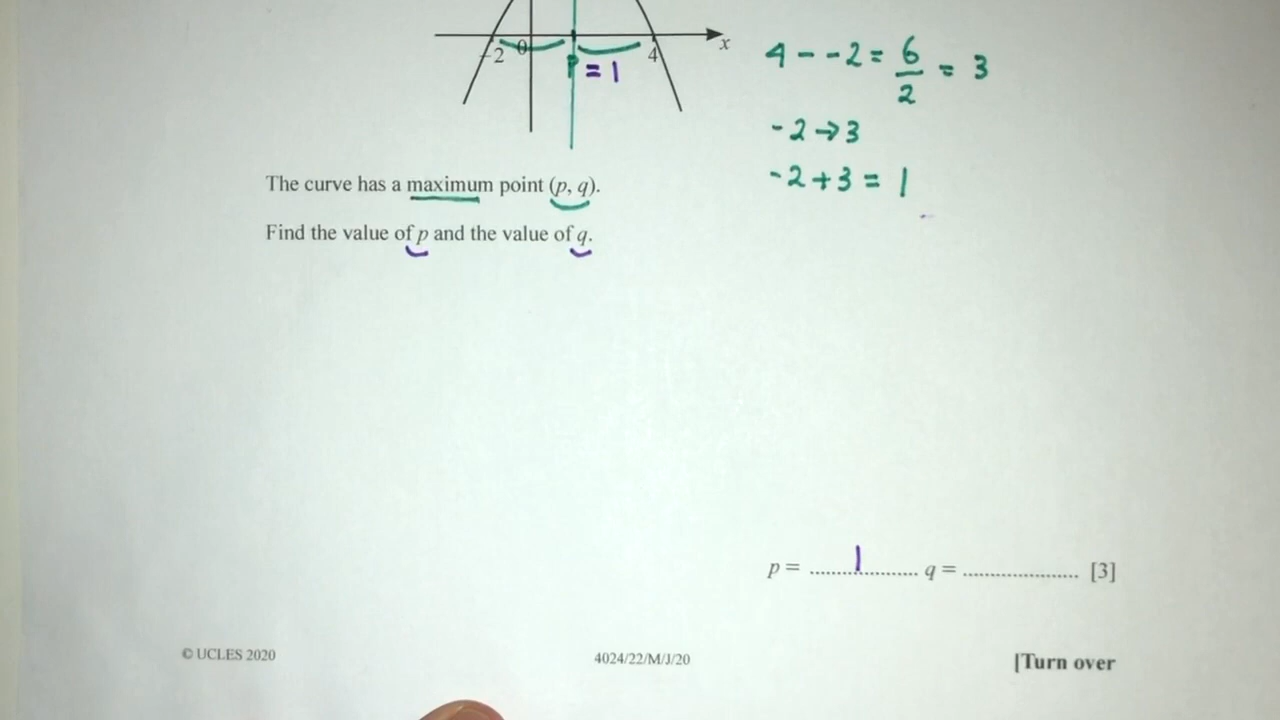 -2 0 4 x
P = 1
4 - - 2 = 6/2 = 3
-2 → 3
-2 + 3 = 1
The curve has a maximum point (p, q).
Find the value of p and the value of q.
p = .................... 1 q = .................... [3]
© UCLES 2020 4024/22/M/J/20 [Turn over